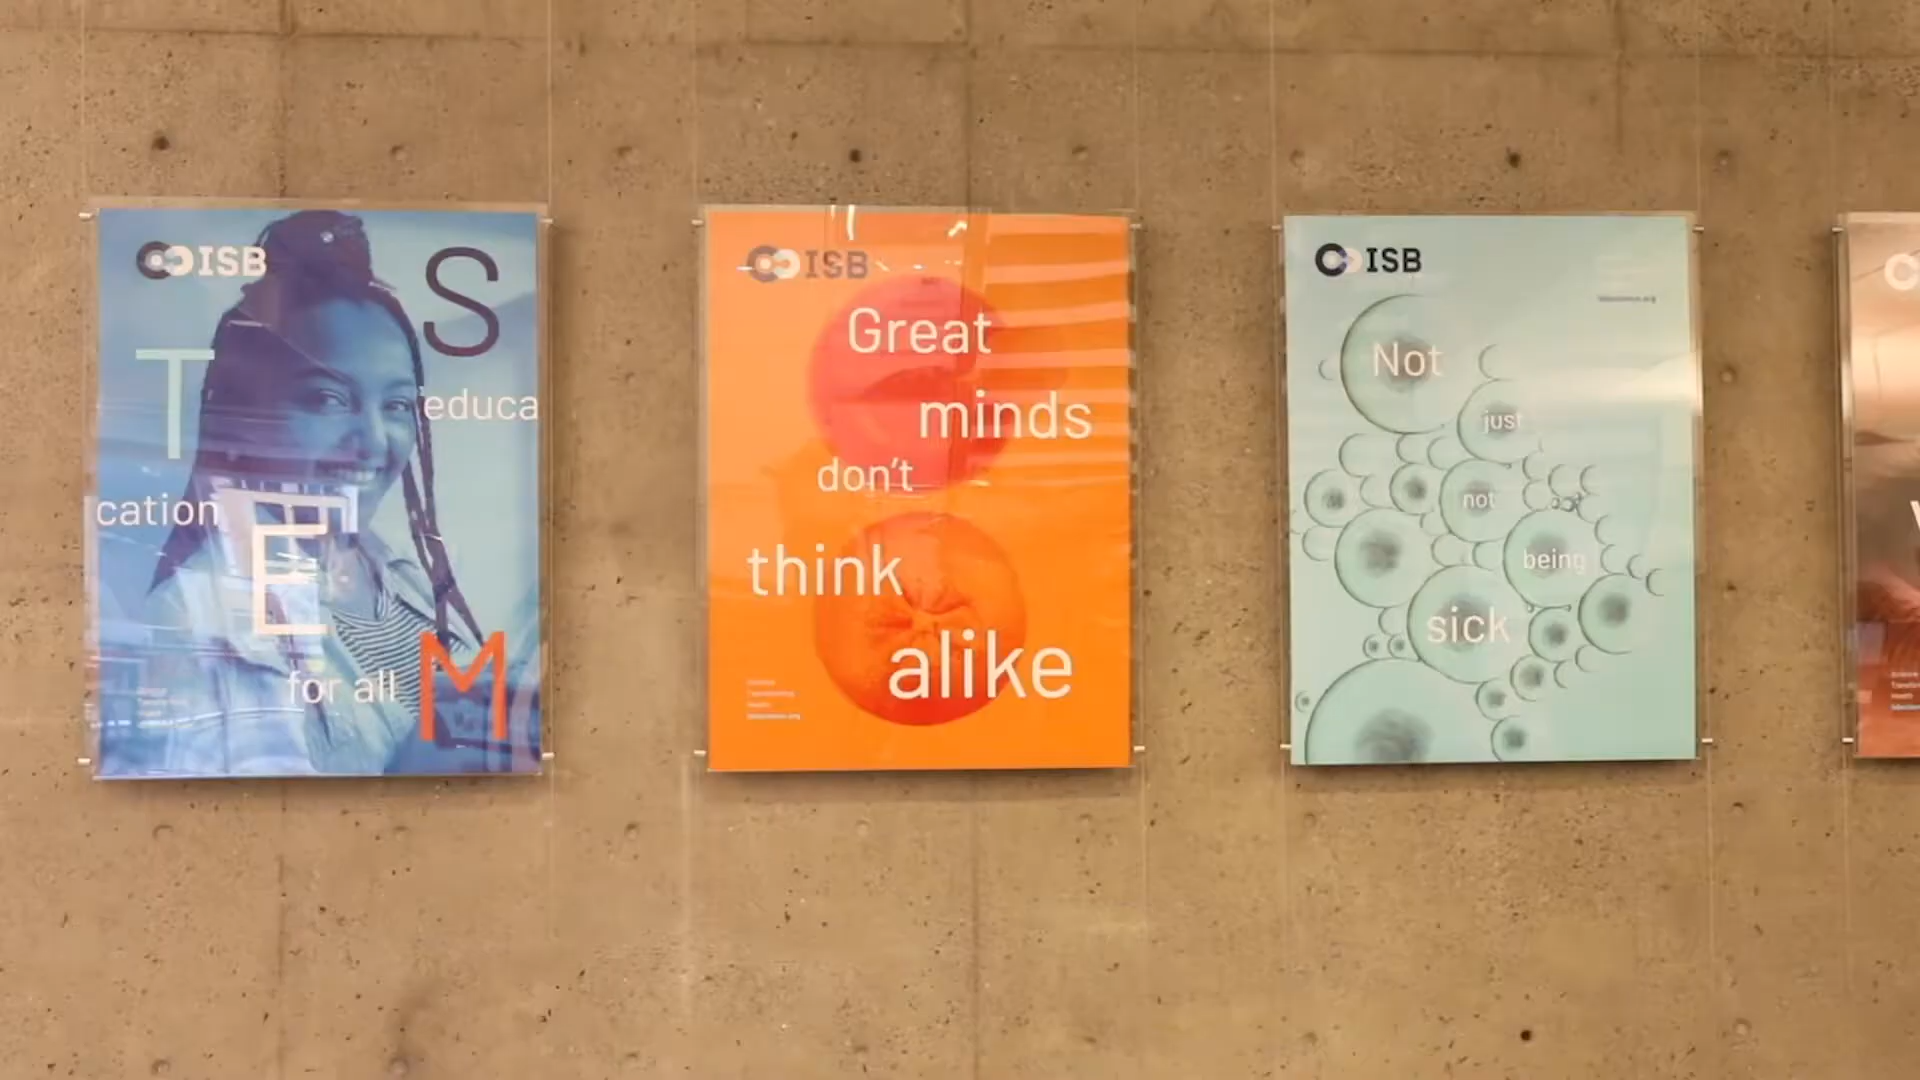 ISB
S
T
educa
cation
E
for all
M
ISB
Great
minds
don't
think
alike
ISB
Not
just
not
being
sick